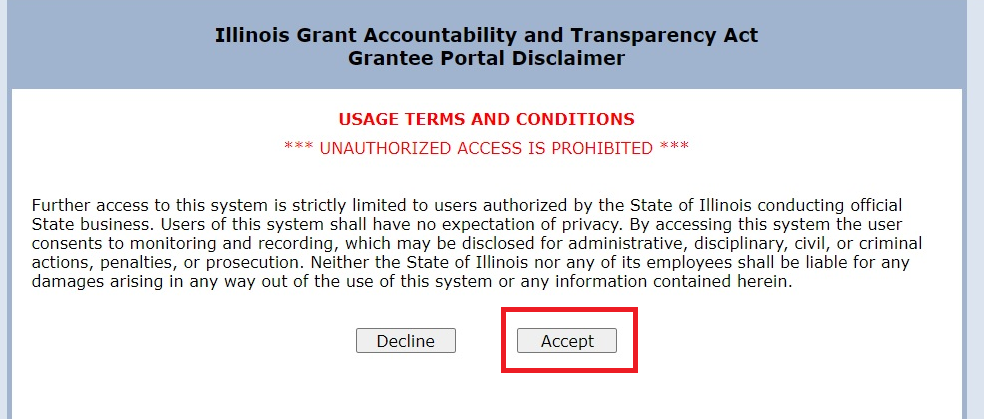 Illinois Grant Accountability and Transparency Act
Grantee Portal Disclaimer
USAGE TERMS AND CONDITIONS
*** UNAUTHORIZED ACCESS IS PROHIBITED ***
Further access to this system is strictly limited to users authorized by the State of Illinois conducting official
State business. Users of this system shall have no expectation of privacy. By accessing this system the user
consents to monitoring and recording, which may be disclosed for administrative, disciplinary, civil, or criminal
actions, penalties, or prosecution. Neither the State of Illinois nor any of its employees shall be liable for any
damages arising in any way out of the use of this system or any information contained herein.
Decline Accept